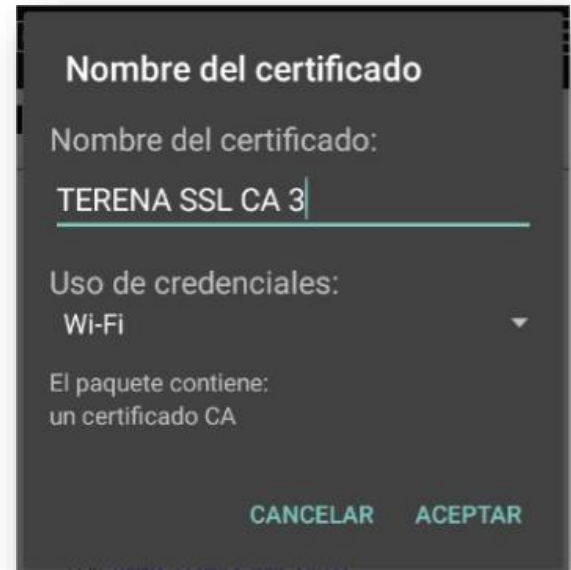 Nombre del certificado
Nombre del certificado:
TERENA SSL CA 3
Uso de credenciales:
Wi-Fi
El paquete contiene:
un certificado CA
CANCELAR ACEPTAR